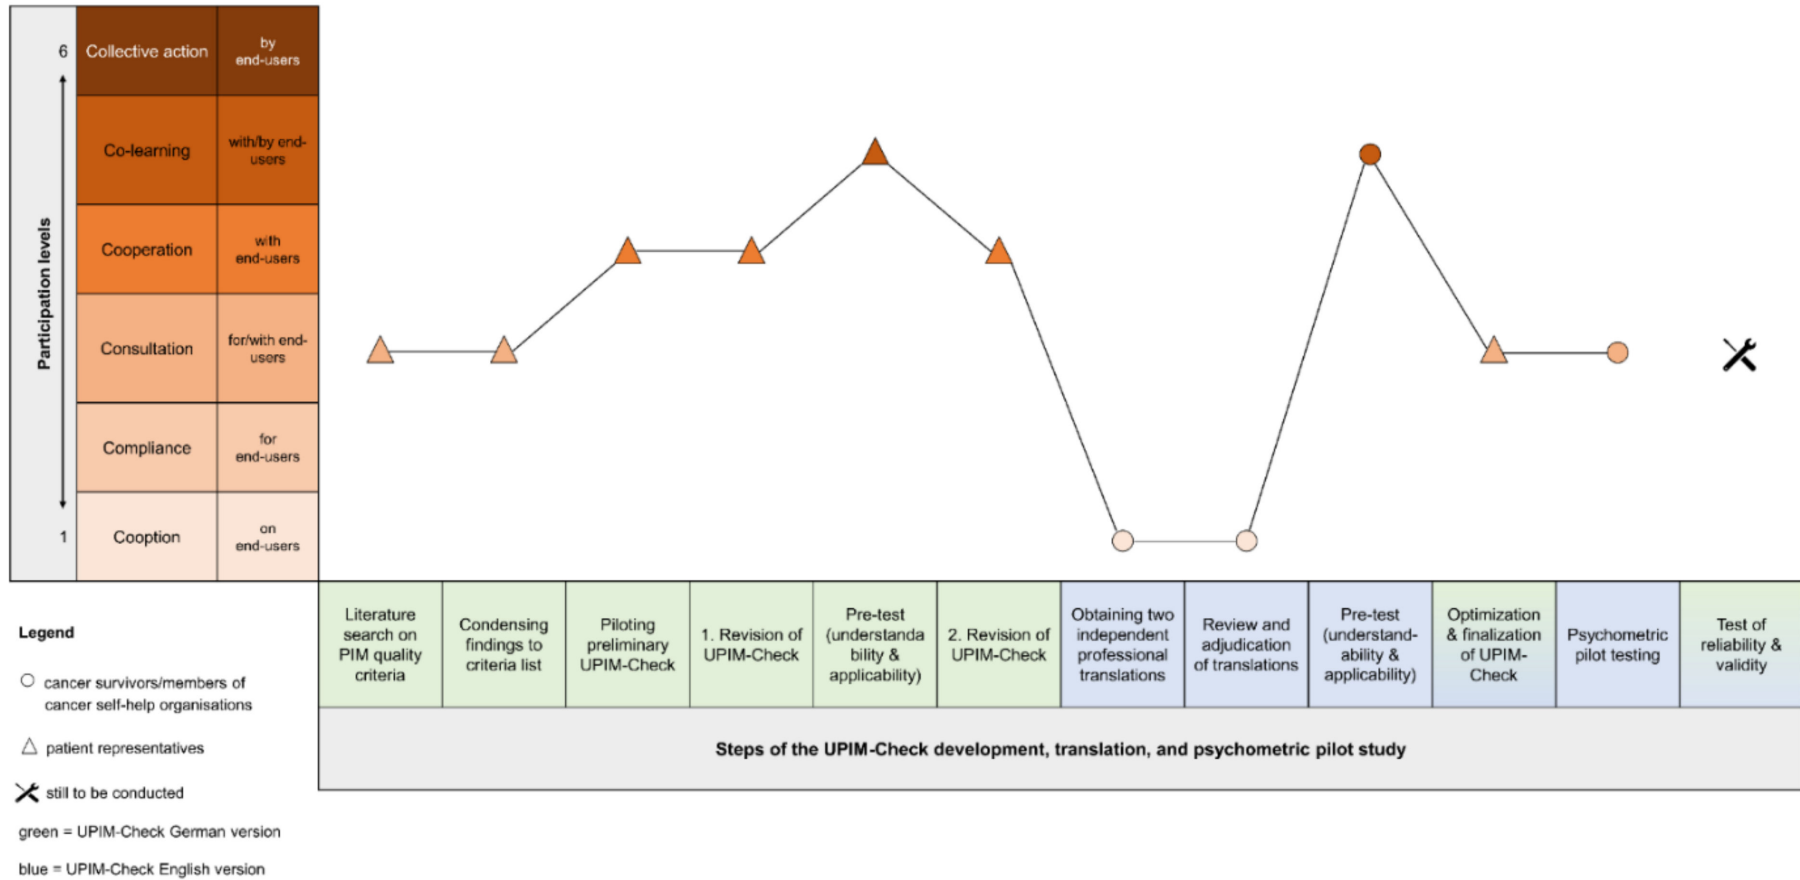 6
Collective action
by
end-users
Co-learning
with/by end-
users
Cooperation
with
end-users
Participation levels
Consultation
for/with end-
users
Compliance
for
end-users
1
Cooption
on
end-users
Literature
search on
PIM quality
criteria
Condensing
findings to
criteria list
Piloting
preliminary
UPIM-Check
1. Revision of
UPIM-Check
Pre-test
(understanda
bility &
applicability)
2. Revision of
UPIM-Check
Obtaining two
independent
professional
translations
Review and
adjudication
of translations
Pre-test
(understand-
ability &
applicability)
Optimization
& finalization
of UPIM-
Check
Psychometric
pilot testing
Test of
reliability &
validity
Steps of the UPIM-Check development, translation, and psychometric pilot study
Legend
cancer survivors/members of
cancer self-help organisations
patient representatives
still to be conducted
green = UPIM-Check German version
blue = UPIM-Check English version